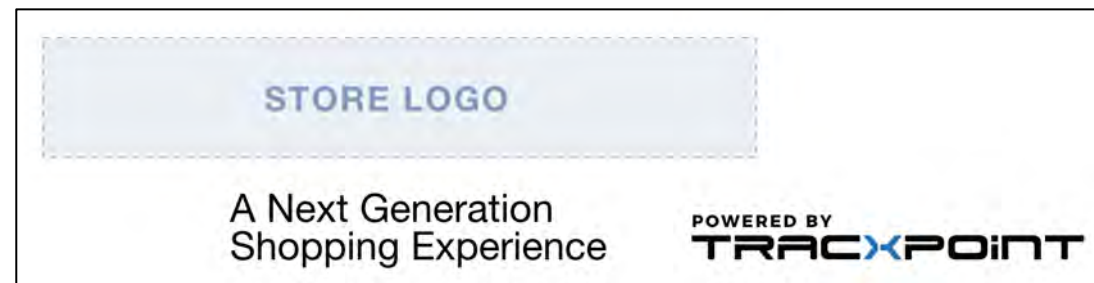 STORE LOGO
A Next Generation
Shopping Experience
POWERED BY
TRACXPOiNT